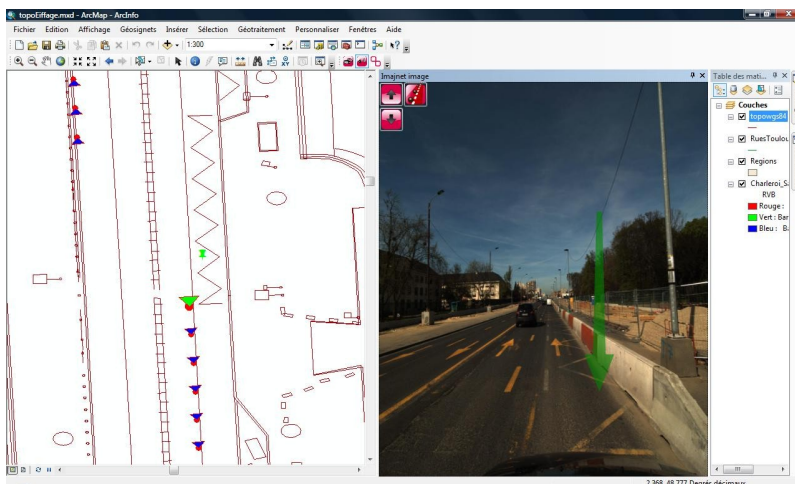 topoEiffage.mxd - ArcMap - ArcInfo
Fichier Edition Affichage Géosignets Insérer Sélection Géotraitement Personnaliser Fenêtres Aide
1:300
Imajnet image
Table des mati...
Couches
topowgs84
RuesToulou
Regions
Charleroi_S
RVB
Rouge :
Vert : Bar
Bleu : B
2,368 48,777 Degrés décimaux